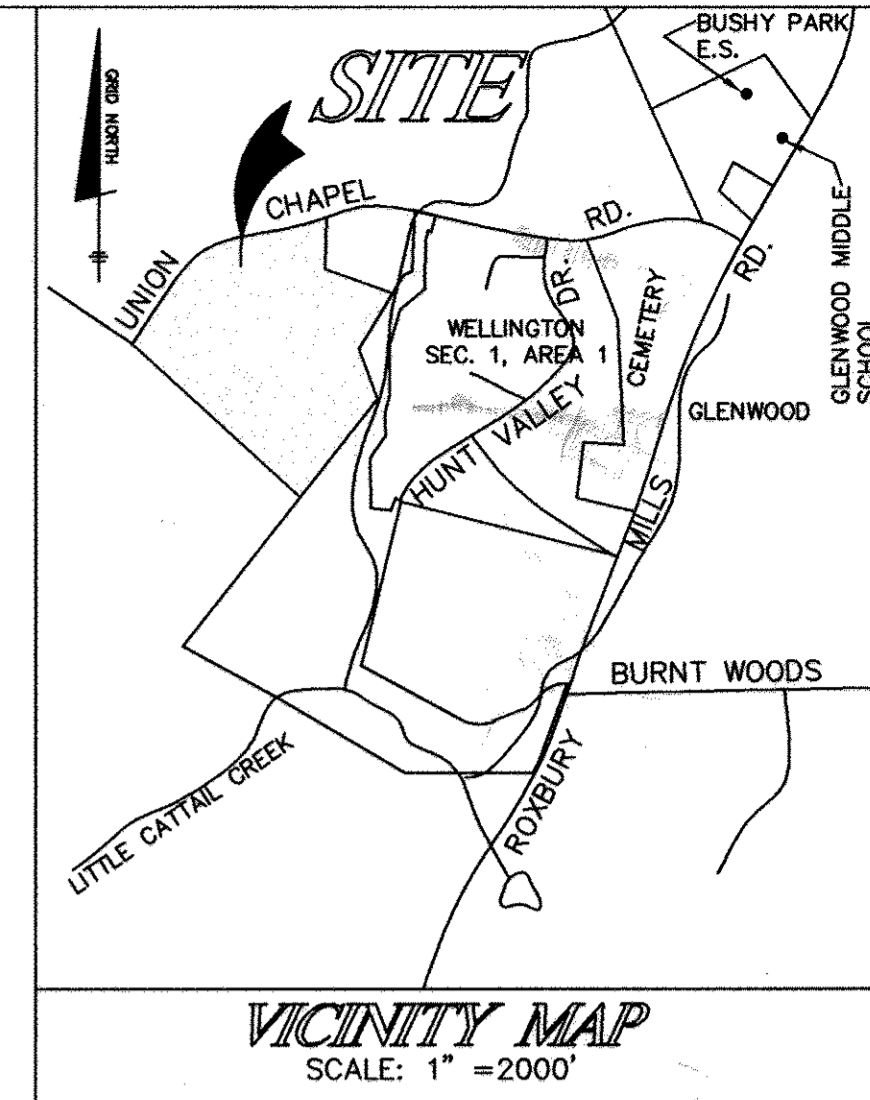 BUSHY PARK
E.S.
SITE
GRID NORTH
CHAPEL
RD.
UNION
DR.
RD.
GLENWOOD MIDDLE
SCHOOL
WELLINGTON
SEC. 1, AREA 1
CEMETERY
GLENWOOD
HUNT VALLEY
MILLS
BURNT WOODS
ROXBURY
LITTLE CATTAIL CREEK
VICINITY MAP
SCALE: 1" =2000'